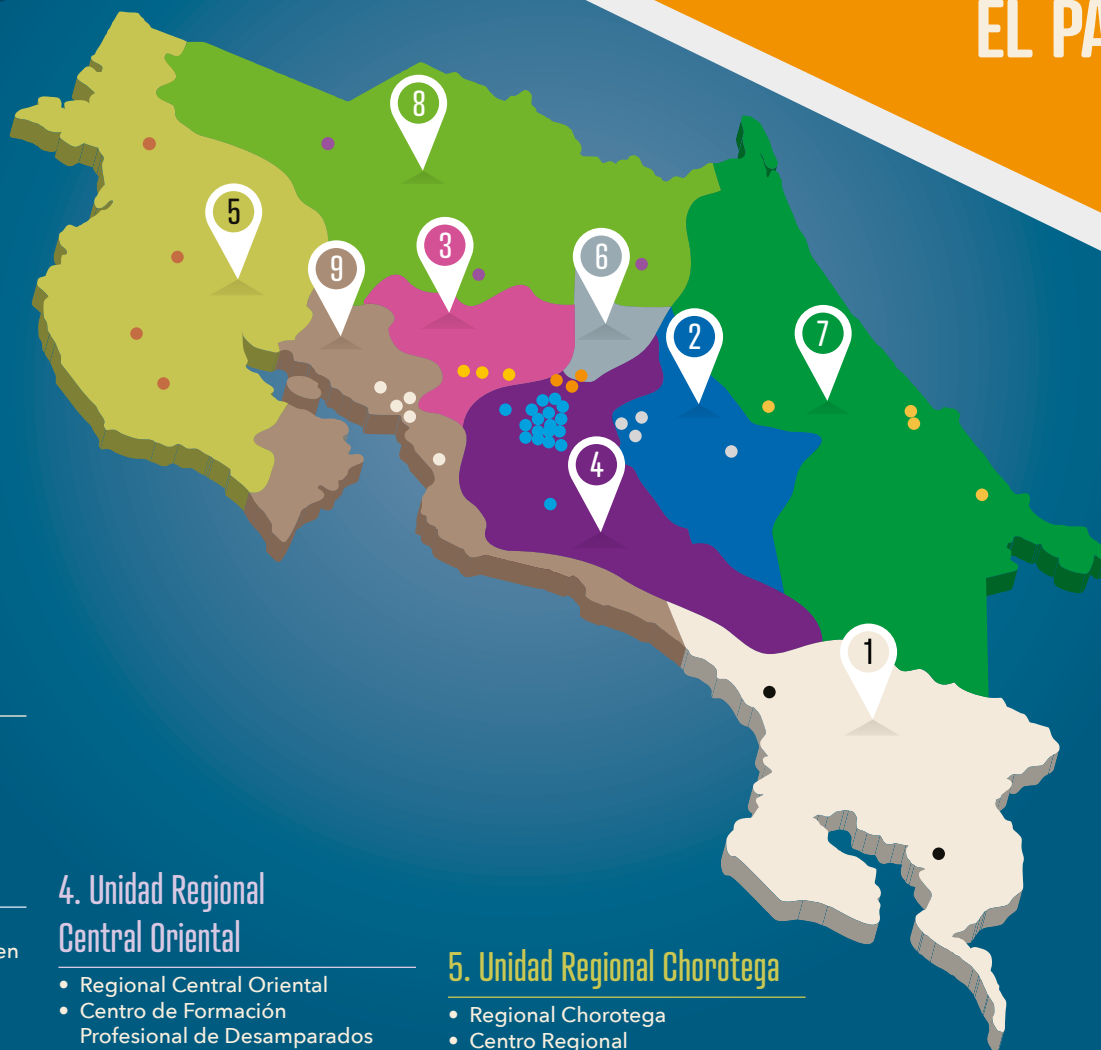 EL PA
8
5
3
9
6
2
7
4
1
en
4. Unidad Regional
Central Oriental
• Regional Central Oriental
• Centro de Formación
Profesional de Desamparados
5. Unidad Regional Chorotega
• Regional Chorotega
• Centro Regional